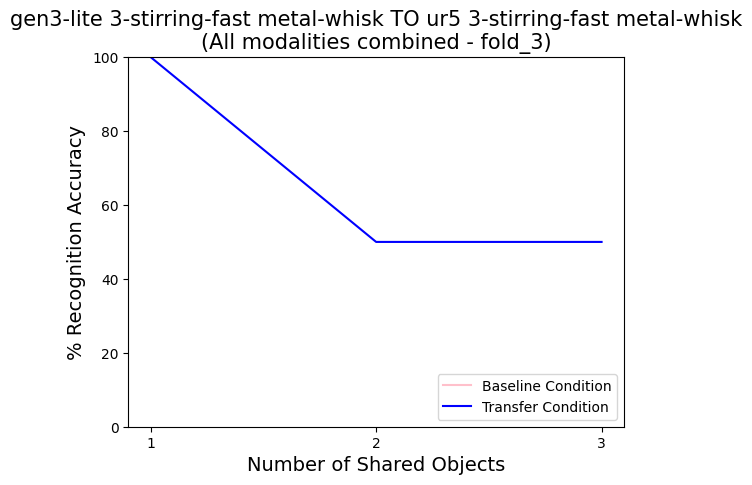 gen3-lite 3-stirring-fast metal-whisk TO ur5 3-stirring-fast metal-whisk
(All modalities combined - fold_3)
100
80
60
40
20
0
% Recognition Accuracy
Baseline Condition
Transfer Condition
1
2
3
Number of Shared Objects